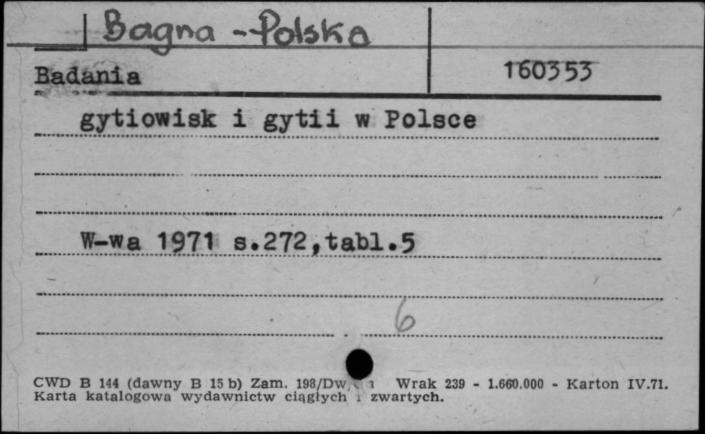 Bagna - Polska
Badania 160353
gytiowisk i gytii w Polsce
W-wa 1971 s.272,tabl.5
6
CWD B 144 (dawny B 15 b) Zam. 198/Dw Wrak 239 - 1.660.000 - Karton IV.71.
Karta katalogowa wydawnictw ciągłych i zwartych.